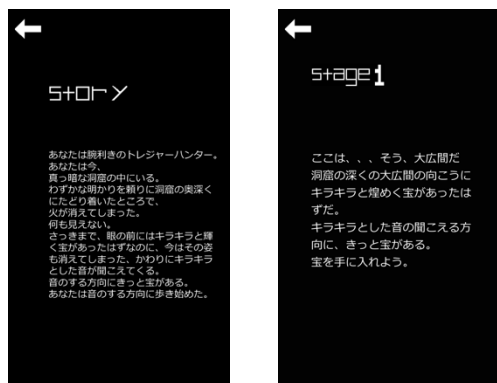 story
あなたは腕利きのトレジャーハンター。
あなたは今、
真っ暗な洞窟の中にいる。
わずかな明かりを頼りに洞窟の奥深く
にたどり着いたところで、
火が消えてしまった。
何も見えない。
さっきまで、眼の前にはキラキラと輝
く宝があったはずなのに、今はその姿
も消えてしまった、かわりにキラキラ
とした音が聞こえてくる。
音のする方向にきっと宝がある。
あなたは音のする方向に歩き始めた。
stage1
ここは、、、そう、大広間だ
洞窟の深くの大広間の向こうに
キラキラと煌めく宝があったは
ずだ。
キラキラとした音の聞こえる方
向に、きっと宝がある。
宝を手に入れよう。